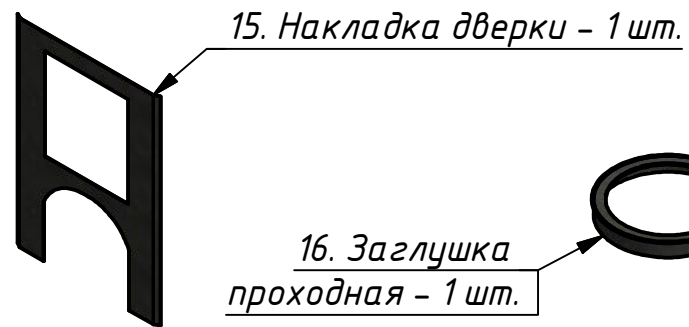 15. Накладка дверки - 1 шт.
16. Заглушка
проходная - 1 шт.